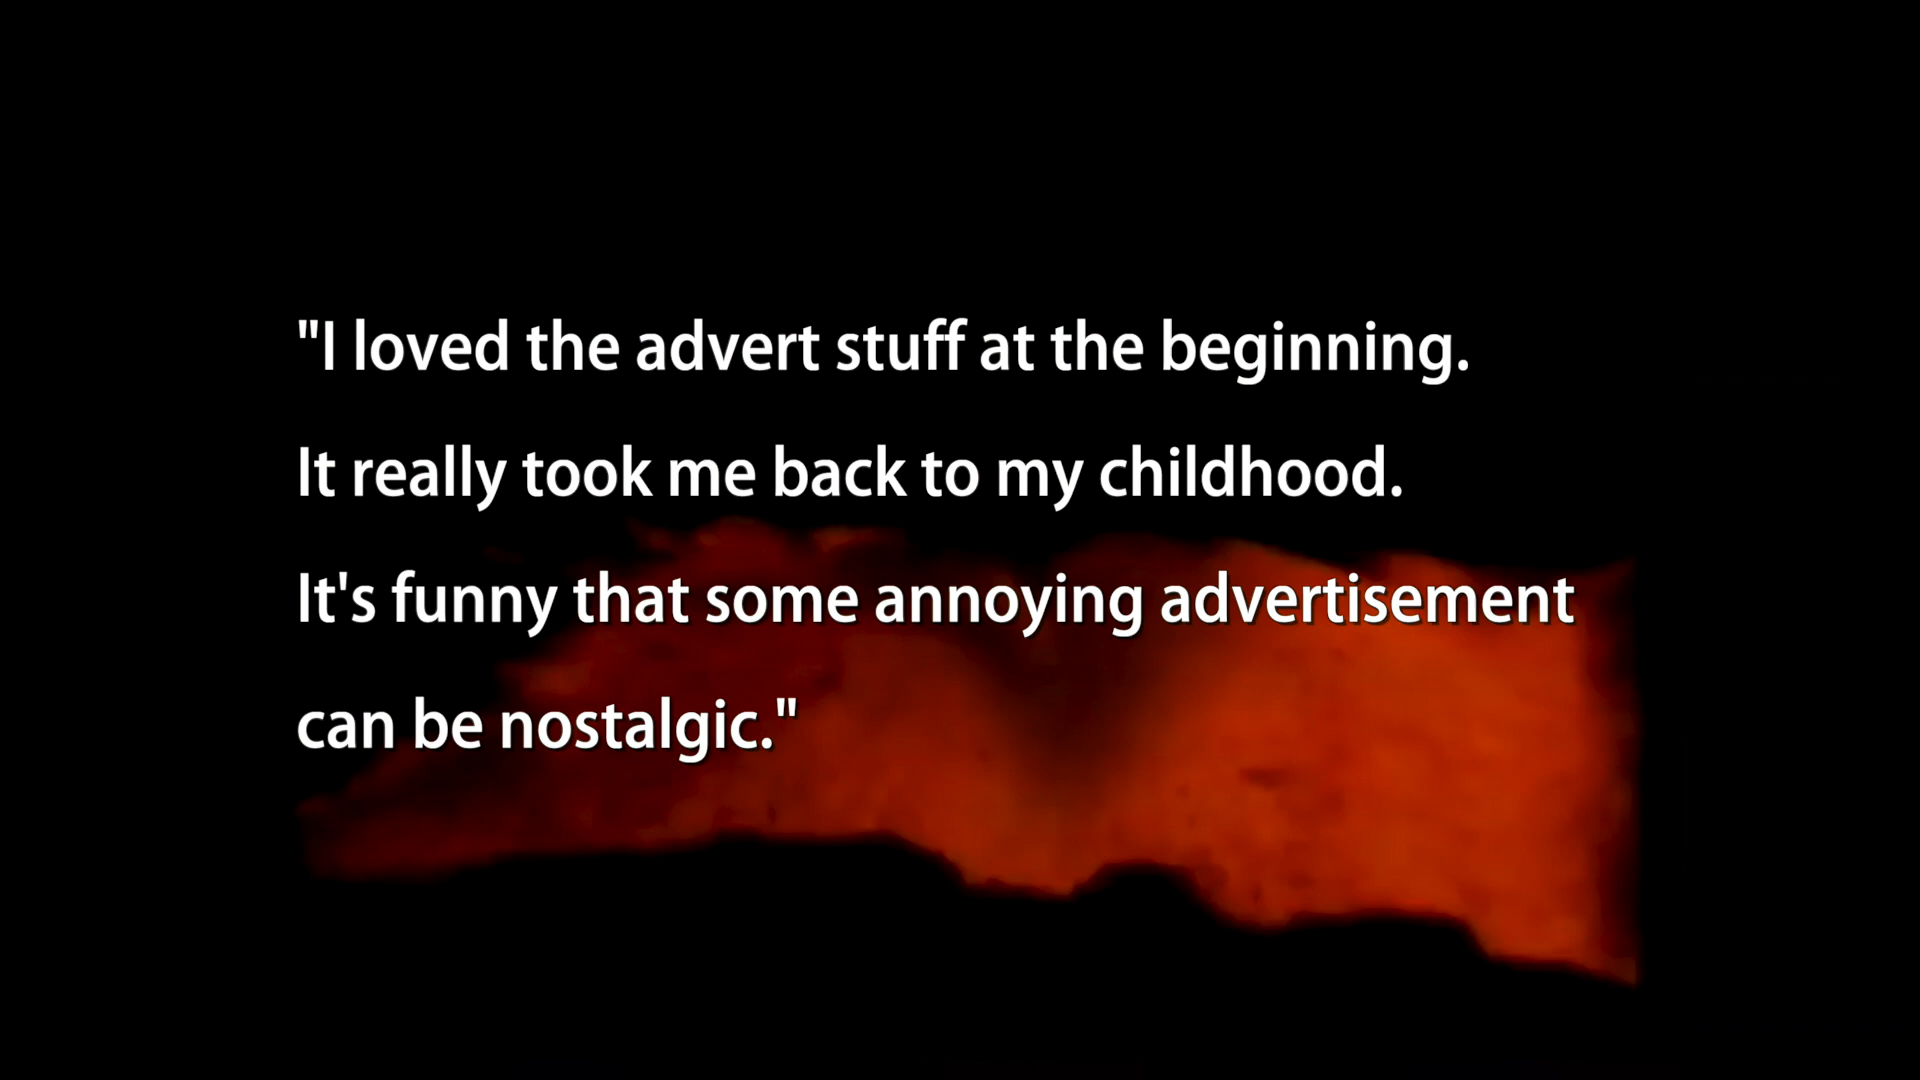 "I loved the advert stuff at the beginning.
It really took me back to my childhood.
It's funny that some annoying advertisement
can be nostalgic."